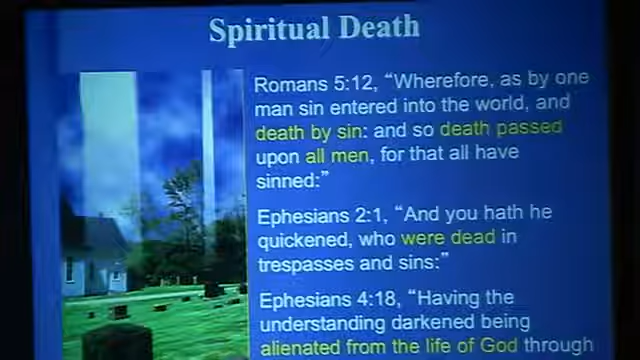 Spiritual Death
Romans 5:12, “Wherefore, as by one
man sin entered into the world, and
death by sin: and so death passed
upon all men, for that all have
sinned:”
Ephesians 2:1, “And you hath he
quickened, who were dead in
trespasses and sins:”
Ephesians 4:18, “Having the
understanding darkened being
alienated from the life of God through